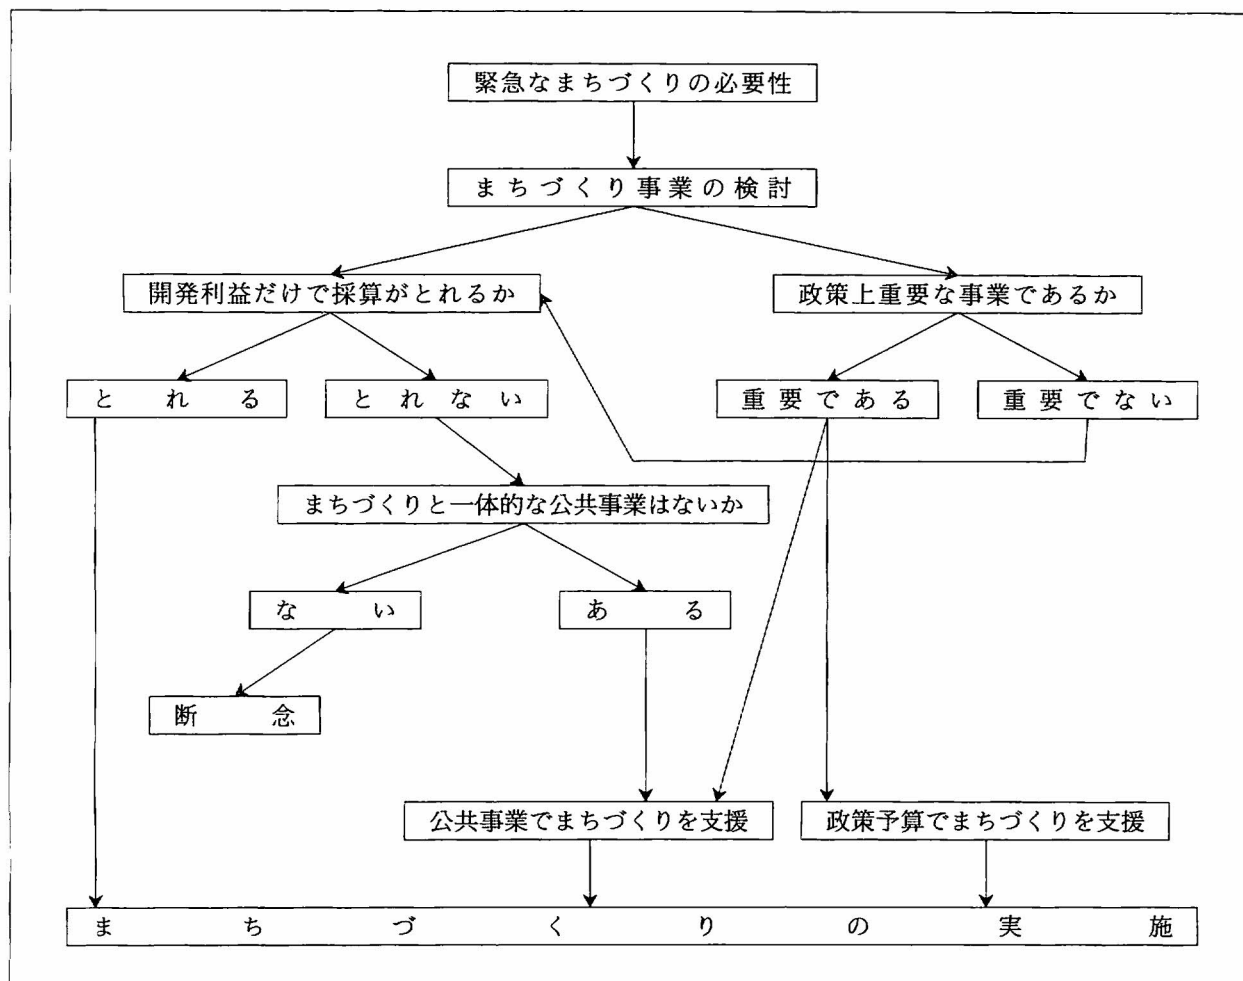 緊急なまちづくりの必要性
まちづくり事業の検討
開発利益だけで採算がとれるか
政策上重要な事業であるか
とれる
とれない
重要である
重要でない
まちづくりと一体的な公共事業はないか
ない
ある
断念
公共事業でまちづくりを支援
政策予算でまちづくりを支援
まちづくりの実施